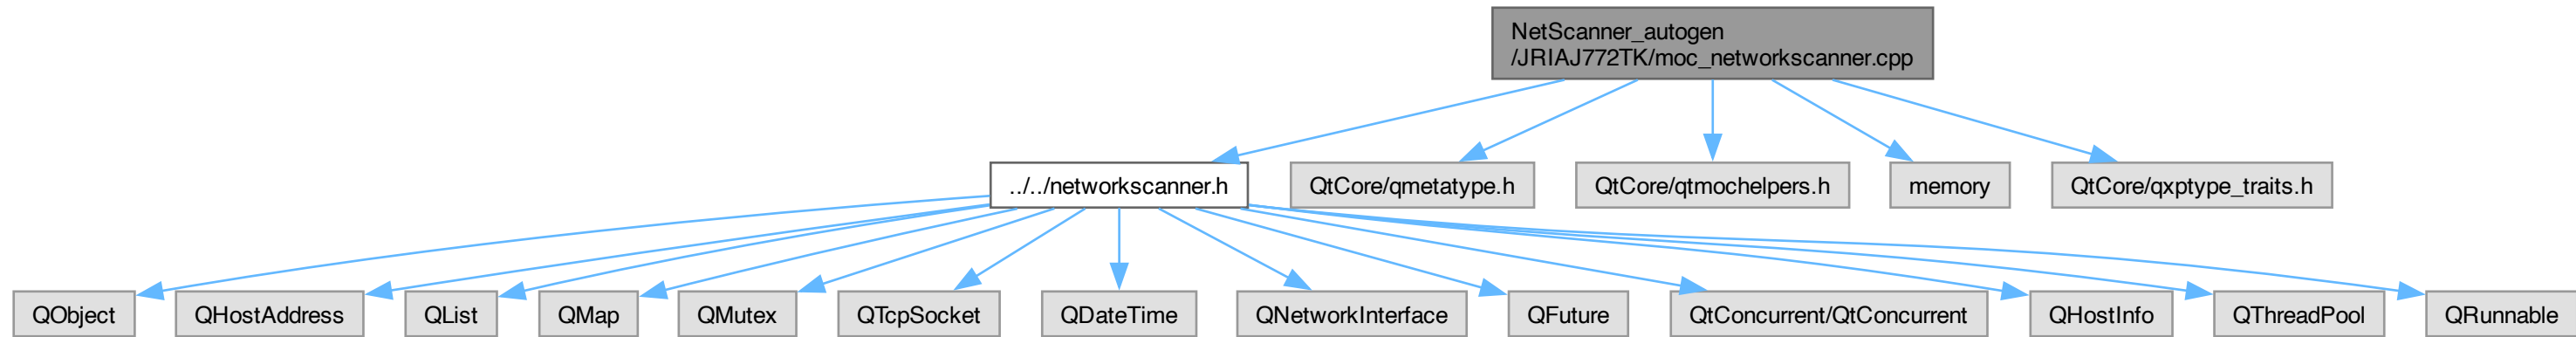 NetScanner_autogen
/JRIAJ772TK/moc_networkscanner.cpp
../../networkscanner.h
QtCore/qmetatype.h
QtCore/qtmochelpers.h
memory
QtCore/qxptype_traits.h
QObject
QHostAddress
QList
QMap
QMutex
QTcpSocket
QDateTime
QNetworkInterface
QFuture
QtConcurrent/QtConcurrent
QHostInfo
QThreadPool
QRunnable